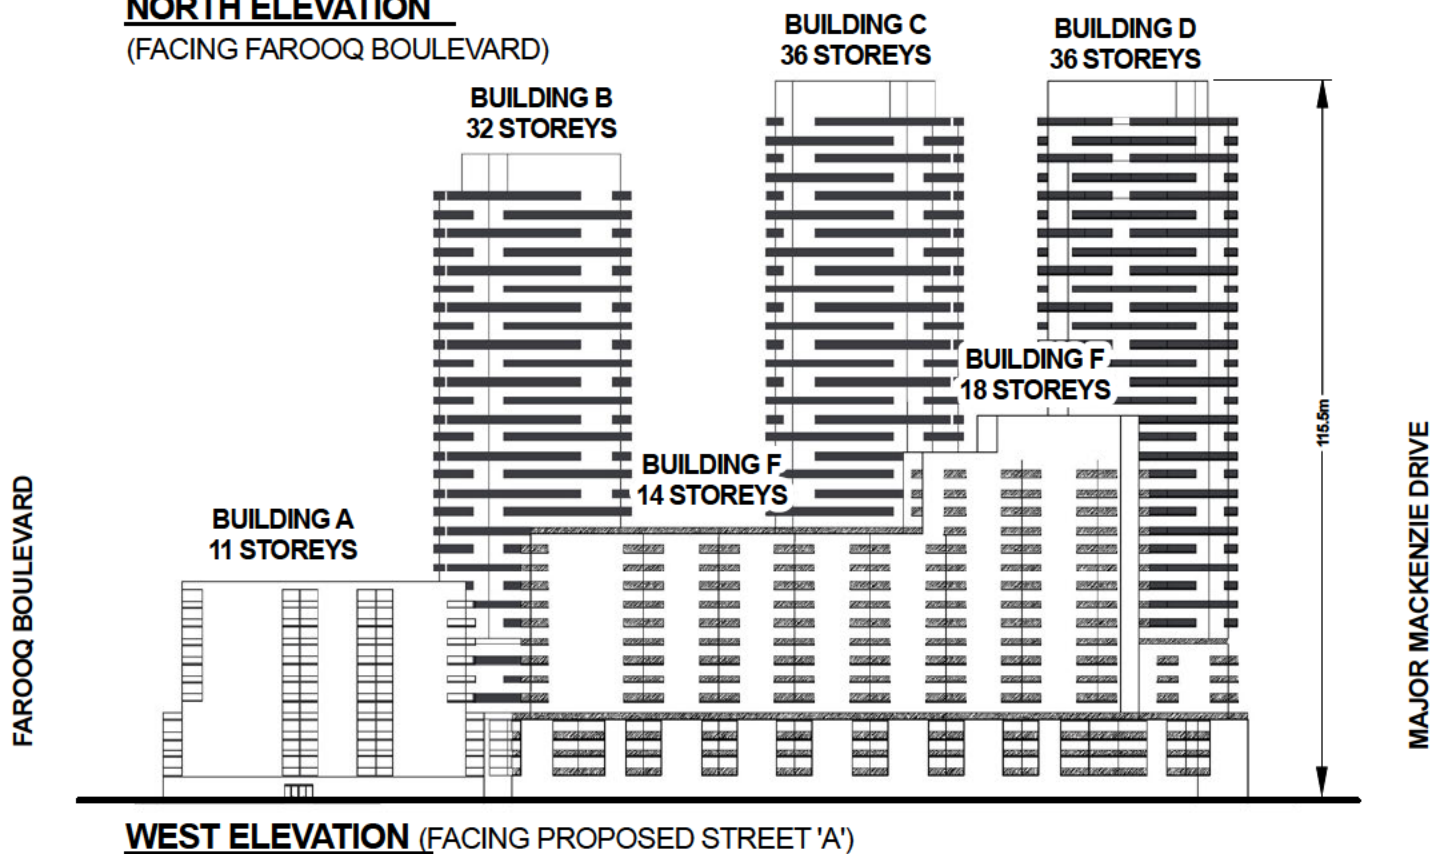 NORTH ELEVATION
(FACING FAROOQ BOULEVARD)
BUILDING C
36 STOREYS
BUILDING D
36 STOREYS
BUILDING B
32 STOREYS
BUILDING F
18 STOREYS
115.5m
BUILDING F
14 STOREYS
BUILDING A
11 STOREYS
FAROOQ BOULEVARD
MAJOR MACKENZIE DRIVE
WEST ELEVATION (FACING PROPOSED STREET 'A')